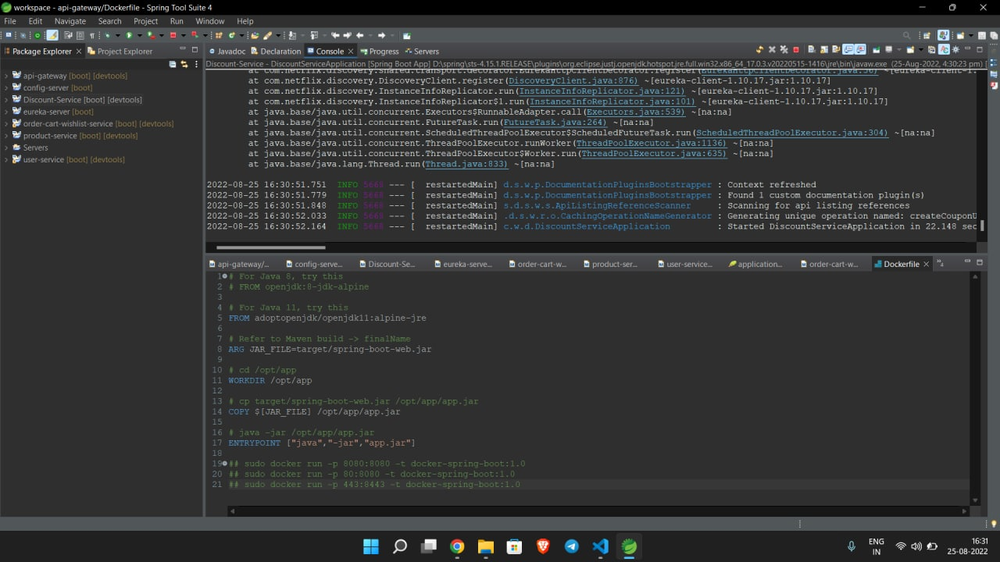 workspace - api-gateway/Dockerfile - Spring Tool Suite 4
File Edit Navigate Search Project Run Window Help
Package Explorer Project Explorer
api-gateway [boot] [devtools]
config-server [boot]
Discount-Service [boot] [devtools]
eureka-server [boot]
order-cart-wishlist-service [boot] [devtools]
product-service [boot] [devtools]
Servers
user-service [boot] [devtools]
Javadoc Declaration Console Progress Servers
Discount-Service - DiscountServiceApplication [Spring Boot App] D:\spring\sts-4.15.1.RELEASE\plugins\org.eclipse.justj.openjdk.hotspot.jre.full.win32.x86_64_17.0.3.v20220515-1416\jre\bin\javaw.exe (25-Aug-2022, 4:30:23 pm)
at com.netflix.discovery.shared.transport.decorator.EurekaHttpClientDecorator.register(EurekaHttpClientDecorator.java:56) ~[eureka-client-1.
at com.netflix.discovery.DiscoveryClient.register(DiscoveryClient.java:876) ~[eureka-client-1.10.17.jar:1.10.17]
at com.netflix.discovery.InstanceInfoReplicator.run(InstanceInfoReplicator.java:121) ~[eureka-client-1.10.17.jar:1.10.17]
at com.netflix.discovery.InstanceInfoReplicator$1.run(InstanceInfoReplicator.java:101) ~[eureka-client-1.10.17.jar:1.10.17]
at java.base/java.util.concurrent.Executors$RunnableAdapter.call(Executors.java:539) ~[na:na]
at java.base/java.util.concurrent.FutureTask.run(FutureTask.java:264) ~[na:na]
at java.base/java.util.concurrent.ScheduledThreadPoolExecutor$ScheduledFutureTask.run(ScheduledThreadPoolExecutor.java:304) ~[na:na]
at java.base/java.util.concurrent.ThreadPoolExecutor.runWorker(ThreadPoolExecutor.java:1136) ~[na:na]
at java.base/java.util.concurrent.ThreadPoolExecutor$Worker.run(ThreadPoolExecutor.java:635) ~[na:na]
at java.base/java.lang.Thread.run(Thread.java:833) ~[na:na]
2022-08-25 16:30:51.751 INFO 5668 --- [ restartedMain] d.s.w.p.DocumentationPluginsBootstrapper : Context refreshed
2022-08-25 16:30:51.779 INFO 5668 --- [ restartedMain] d.s.w.p.DocumentationPluginsBootstrapper : Found 1 custom documentation plugin(s)
2022-08-25 16:30:51.848 INFO 5668 --- [ restartedMain] s.d.s.w.s.ApiListingReferenceScanner : Scanning for api listing references
2022-08-25 16:30:52.033 INFO 5668 --- [ restartedMain] .d.s.w.r.o.CachingOperationNameGenerator : Generating unique operation named: createCouponU
2022-08-25 16:30:52.164 INFO 5668 --- [ restartedMain] c.w.d.DiscountServiceApplication : Started DiscountServiceApplication in 22.148 sec
api-gateway/... config-serve... Discount-Se... eureka-serve... order-cart-w... product-ser... user-service... application... order-cart-w... Dockerfile »4
1 # For Java 8, try this
2 # FROM openjdk:8-jdk-alpine
3
4 # For Java 11, try this
5 FROM adoptopenjdk/openjdk11:alpine-jre
6
7 # Refer to Maven build -> finalName
8 ARG JAR_FILE=target/spring-boot-web.jar
9
10 # cd /opt/app
11 WORKDIR /opt/app
12
13 # cp target/spring-boot-web.jar /opt/app/app.jar
14 COPY $[JAR_FILE] /opt/app/app.jar
15
16 # java -jar /opt/app/app.jar
17 ENTRYPOINT ["java","-jar","app.jar"]
18
19 ## sudo docker run -p 8080:8080 -t docker-spring-boot:1.0
20 ## sudo docker run -p 80:8080 -t docker-spring-boot:1.0
21 ## sudo docker run -p 443:8443 -t docker-spring-boot:1.0
ENG
IN
16:31
25-08-2022